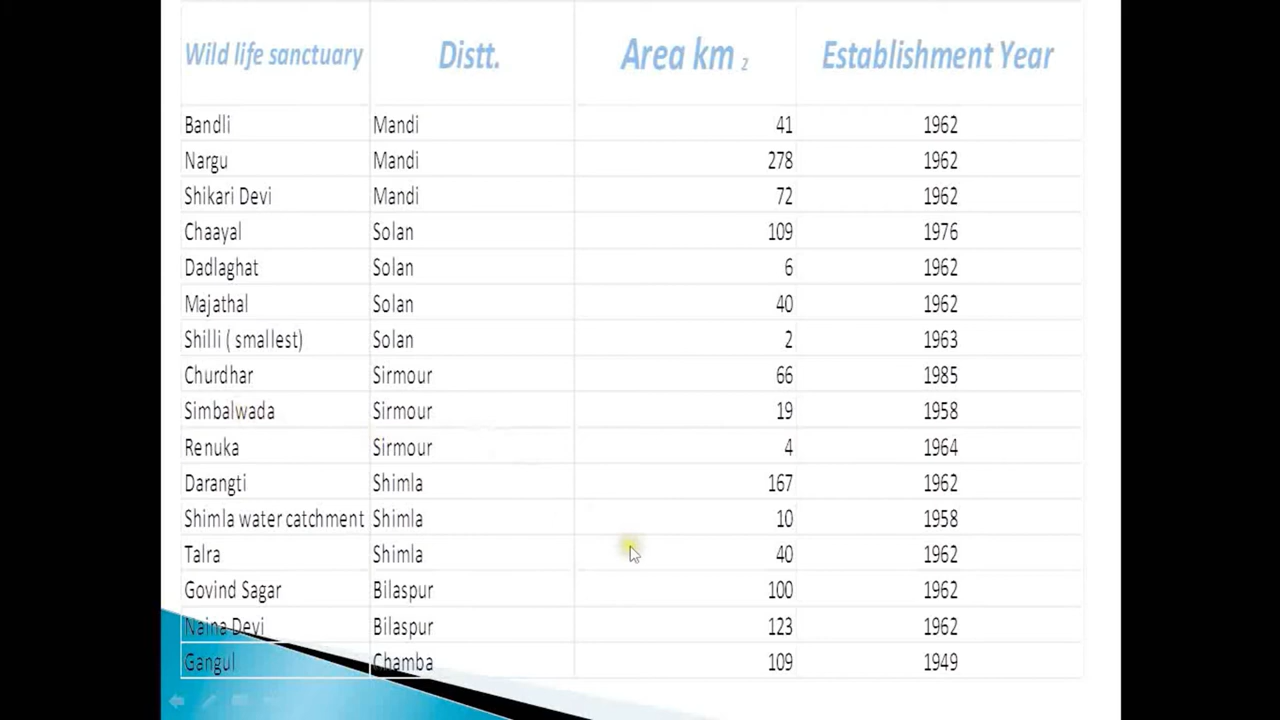 Wild life sanctuary Distt. Area km 2 Establishment Year
Bandli Mandi 41 1962
Nargu Mandi 278 1962
Shikari Devi Mandi 72 1962
Chaayal Solan 109 1976
Dadlaghat Solan 6 1962
Majathal Solan 40 1962
Shilli ( smallest) Solan 2 1963
Churdhar Sirmour 66 1985
Simbalwada Sirmour 19 1958
Renuka Sirmour 4 1964
Darangti Shimla 167 1962
Shimla water catchment Shimla 10 1958
Talra Shimla 40 1962
Govind Sagar Bilaspur 100 1962
Naina Devi Bilaspur 123 1962
Gangul Chamba 109 1949